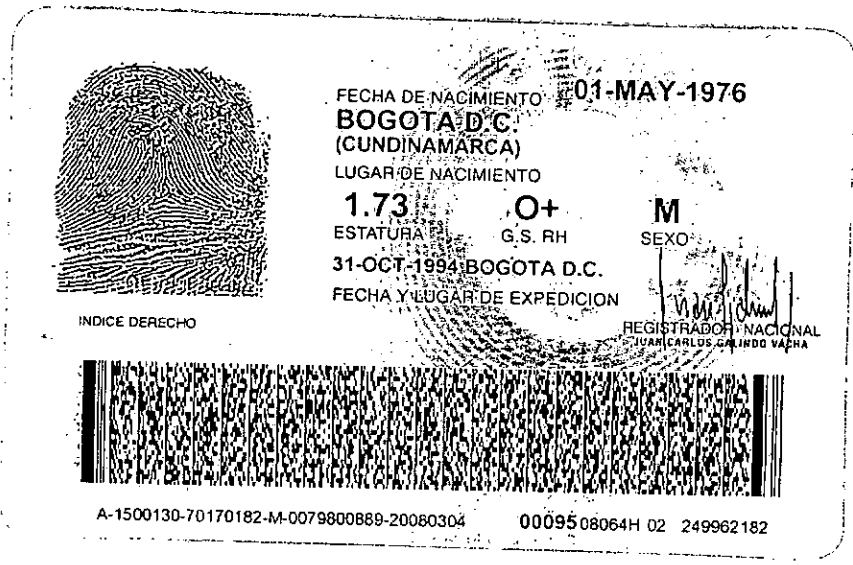 FECHA DE NACIMIENTO 01-MAY-1976
BOGOTA D.C.
(CUNDINAMARCA)
LUGAR DE NACIMIENTO
1.73 O+ M
ESTATURA G.S. RH SEXO
31-OCT-1994 BOGOTA D.C.
FECHA Y LUGAR DE EXPEDICION
INDICE DERECHO
REGISTRADOR NACIONAL
JUAN CARLOS GALINDO VACHA
A-1500130-70170182-M-0079800889-20080304 0009508064H 02 249962182